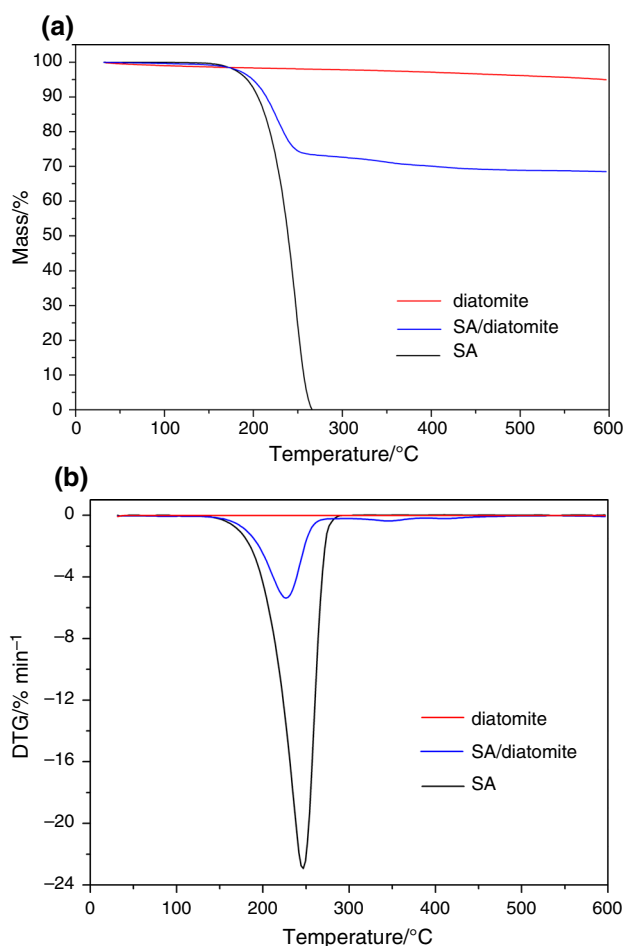 (a)
100
90
80
70
60
50
40
30
20
10
0
Mass/%
diatomite
SA/diatomite
SA
0 100 200 300 400 500 600
Temperature/°C
(b)
0
−4
−8
−12
−16
−20
−24
DTG/% min⁻¹
diatomite
SA/diatomite
SA
0 100 200 300 400 500 600
Temperature/°C